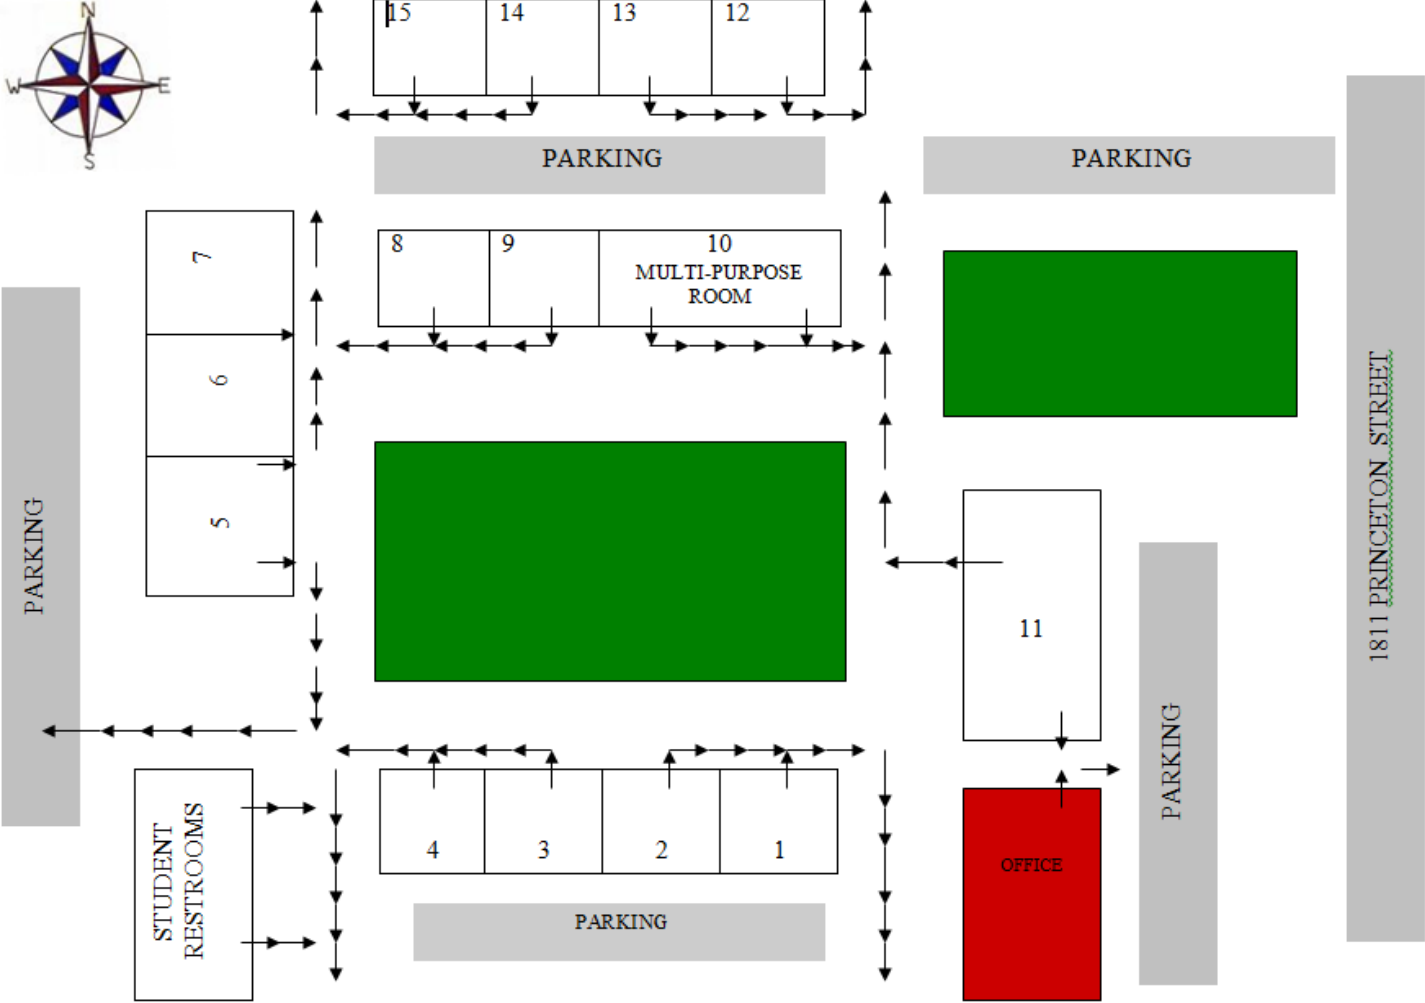 N
W
E
S
15
14
13
12
PARKING
PARKING
7
8
9
10
MULTI-PURPOSE
ROOM
6
5
PARKING
1811 PRINCETON STREET
11
PARKING
4
3
2
1
OFFICE
STUDENT
RESTROOMS
PARKING